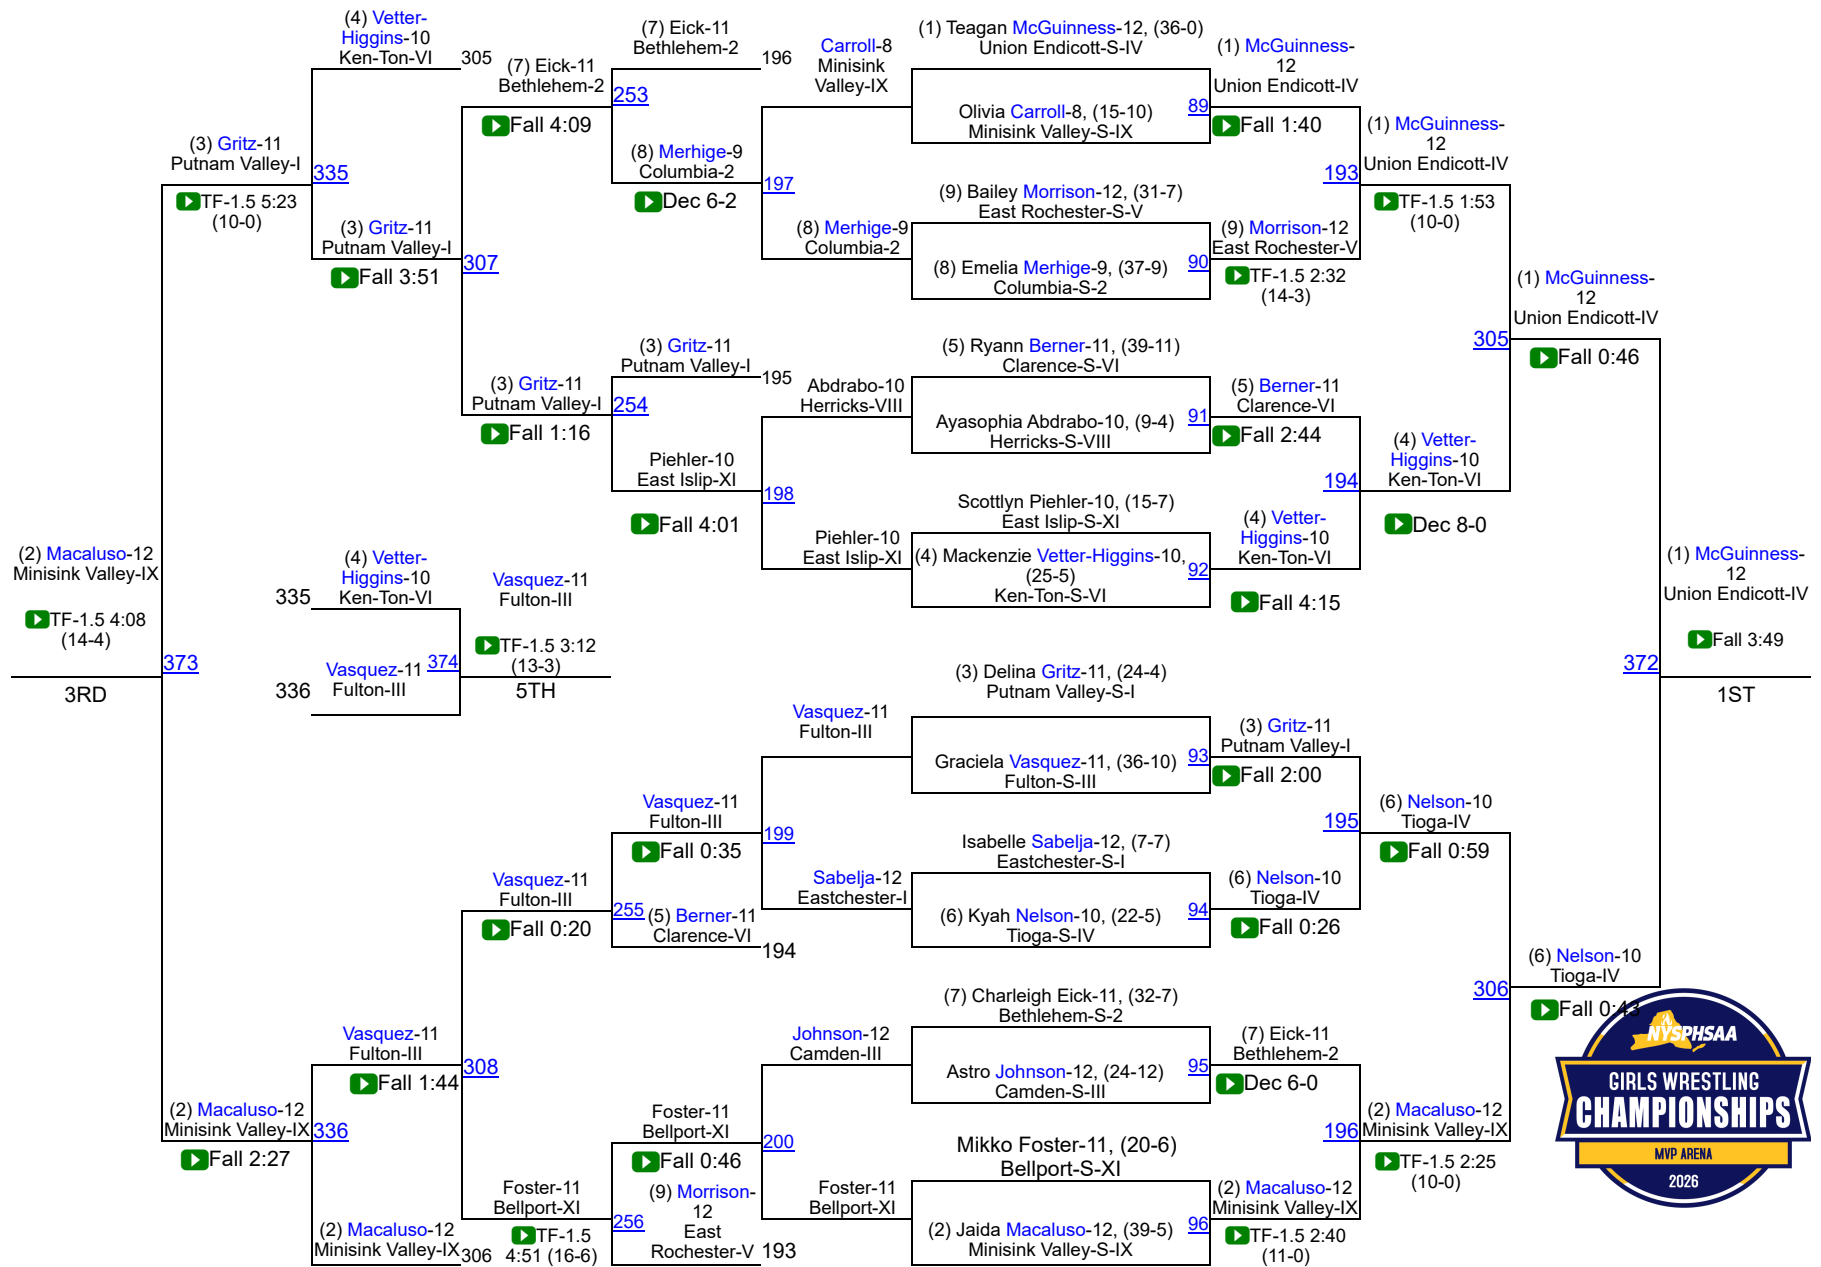 (4) Vetter-
Higgins-10
Ken-Ton-VI
305
(7) Eick-11
Bethlehem-2
(7) Eick-11
Bethlehem-2
196
Carroll-8
Minisink
Valley-IX
(1) Teagan McGuinness-12, (36-0)
Union Endicott-S-IV
(1) McGuinness-
12
Union Endicott-IV
253
Fall 4:09
Olivia Carroll-8, (15-10)
Minisink Valley-S-IX
89
Fall 1:40
(1) McGuinness-
12
Union Endicott-IV
(3) Gritz-11
Putnam Valley-I
335
(8) Merhige-9
Columbia-2
197
193
TF-1.5 5:23
(10-0)
Dec 6-2
(9) Bailey Morrison-12, (31-7)
East Rochester-S-V
TF-1.5 1:53
(10-0)
(3) Gritz-11
Putnam Valley-I
307
(8) Merhige-9
Columbia-2
(9) Morrison-12
East Rochester-V
Fall 3:51
(8) Emelia Merhige-9, (37-9)
Columbia-S-2
90
TF-1.5 2:32
(14-3)
(1) McGuinness-
12
Union Endicott-IV
305
Fall 0:46
(3) Gritz-11
Putnam Valley-I
195
(5) Ryann Berner-11, (39-11)
Clarence-S-VI
(3) Gritz-11
Putnam Valley-I
254
Abdrabo-10
Herricks-VIII
(5) Berner-11
Clarence-VI
Fall 1:16
Ayasophia Abdrabo-10, (9-4)
Herricks-S-VIII
91
Fall 2:44
Piehler-10
East Islip-XI
198
194
(4) Vetter-
Higgins-10
Ken-Ton-VI
Fall 4:01
Scottlyn Piehler-10, (15-7)
East Islip-S-XI
Dec 8-0
Piehler-10
East Islip-XI
(4) Vetter-
Higgins-10
Ken-Ton-VI
(4) Mackenzie Vetter-Higgins-10,
(25-5)
Ken-Ton-S-VI
92
Fall 4:15
(2) Macaluso-12
Minisink Valley-IX
TF-1.5 4:08
(14-4)
373
3RD
335
(4) Vetter-
Higgins-10
Ken-Ton-VI
Vasquez-11
Fulton-III
336
Vasquez-11
Fulton-III
374
TF-1.5 3:12
(13-3)
5TH
(1) McGuinness-
12
Union Endicott-IV
Fall 3:49
372
1ST
(3) Delina Gritz-11, (24-4)
Putnam Valley-S-I
Vasquez-11
Fulton-III
(3) Gritz-11
Putnam Valley-I
Graciela Vasquez-11, (36-10)
Fulton-S-III
93
Fall 2:00
Vasquez-11
Fulton-III
199
195
(6) Nelson-10
Tioga-IV
Fall 0:35
Isabelle Sabelja-12, (7-7)
Eastchester-S-I
Fall 0:59
Vasquez-11
Fulton-III
Sabelja-12
Eastchester-I
(6) Nelson-10
Tioga-IV
255
(5) Berner-11
Clarence-VI
194
Fall 0:20
(6) Kyah Nelson-10, (22-5)
Tioga-S-IV
94
Fall 0:26
(6) Nelson-10
Tioga-IV
306
Fall 0:43
(7) Charleigh Eick-11, (32-7)
Bethlehem-S-2
Vasquez-11
Fulton-III
308
Johnson-12
Camden-III
(7) Eick-11
Bethlehem-2
Fall 1:44
Astro Johnson-12, (24-12)
Camden-S-III
95
Dec 6-0
(2) Macaluso-12
Minisink Valley-IX
336
Foster-11
Bellport-XI
200
196
(2) Macaluso-12
Minisink Valley-IX
Fall 2:27
Fall 0:46
Mikko Foster-11, (20-6)
Bellport-S-XI
TF-1.5 2:25
(10-0)
Foster-11
Bellport-XI
(9) Morrison-
12
East
Rochester-V
193
256
Foster-11
Bellport-XI
(2) Macaluso-12
Minisink Valley-IX
(2) Macaluso-12
Minisink Valley-IX
306
TF-1.5
4:51 (16-6)
(2) Jaida Macaluso-12, (39-5)
Minisink Valley-S-IX
96
TF-1.5 2:40
(11-0)
NYSPHSAA
GIRLS WRESTLING
CHAMPIONSHIPS
MVP ARENA
2026